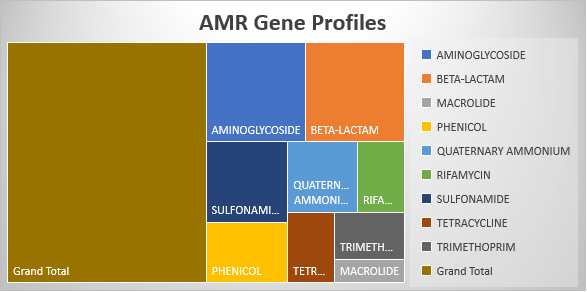 AMR Gene Profiles
Grand Total
AMINOGLYCOSIDE
BETA-LACTAM
SULFONAMI...
QUATERN...
AMMONI...
RIFA...
PHENICOL
TETR...
TRIMETH...
MACROLIDE
AMINOGLYCOSIDE
BETA-LACTAM
MACROLIDE
PHENICOL
QUATERNARY AMMONIUM
RIFAMYCIN
SULFONAMIDE
TETRACYCLINE
TRIMETHOPRIM
Grand Total